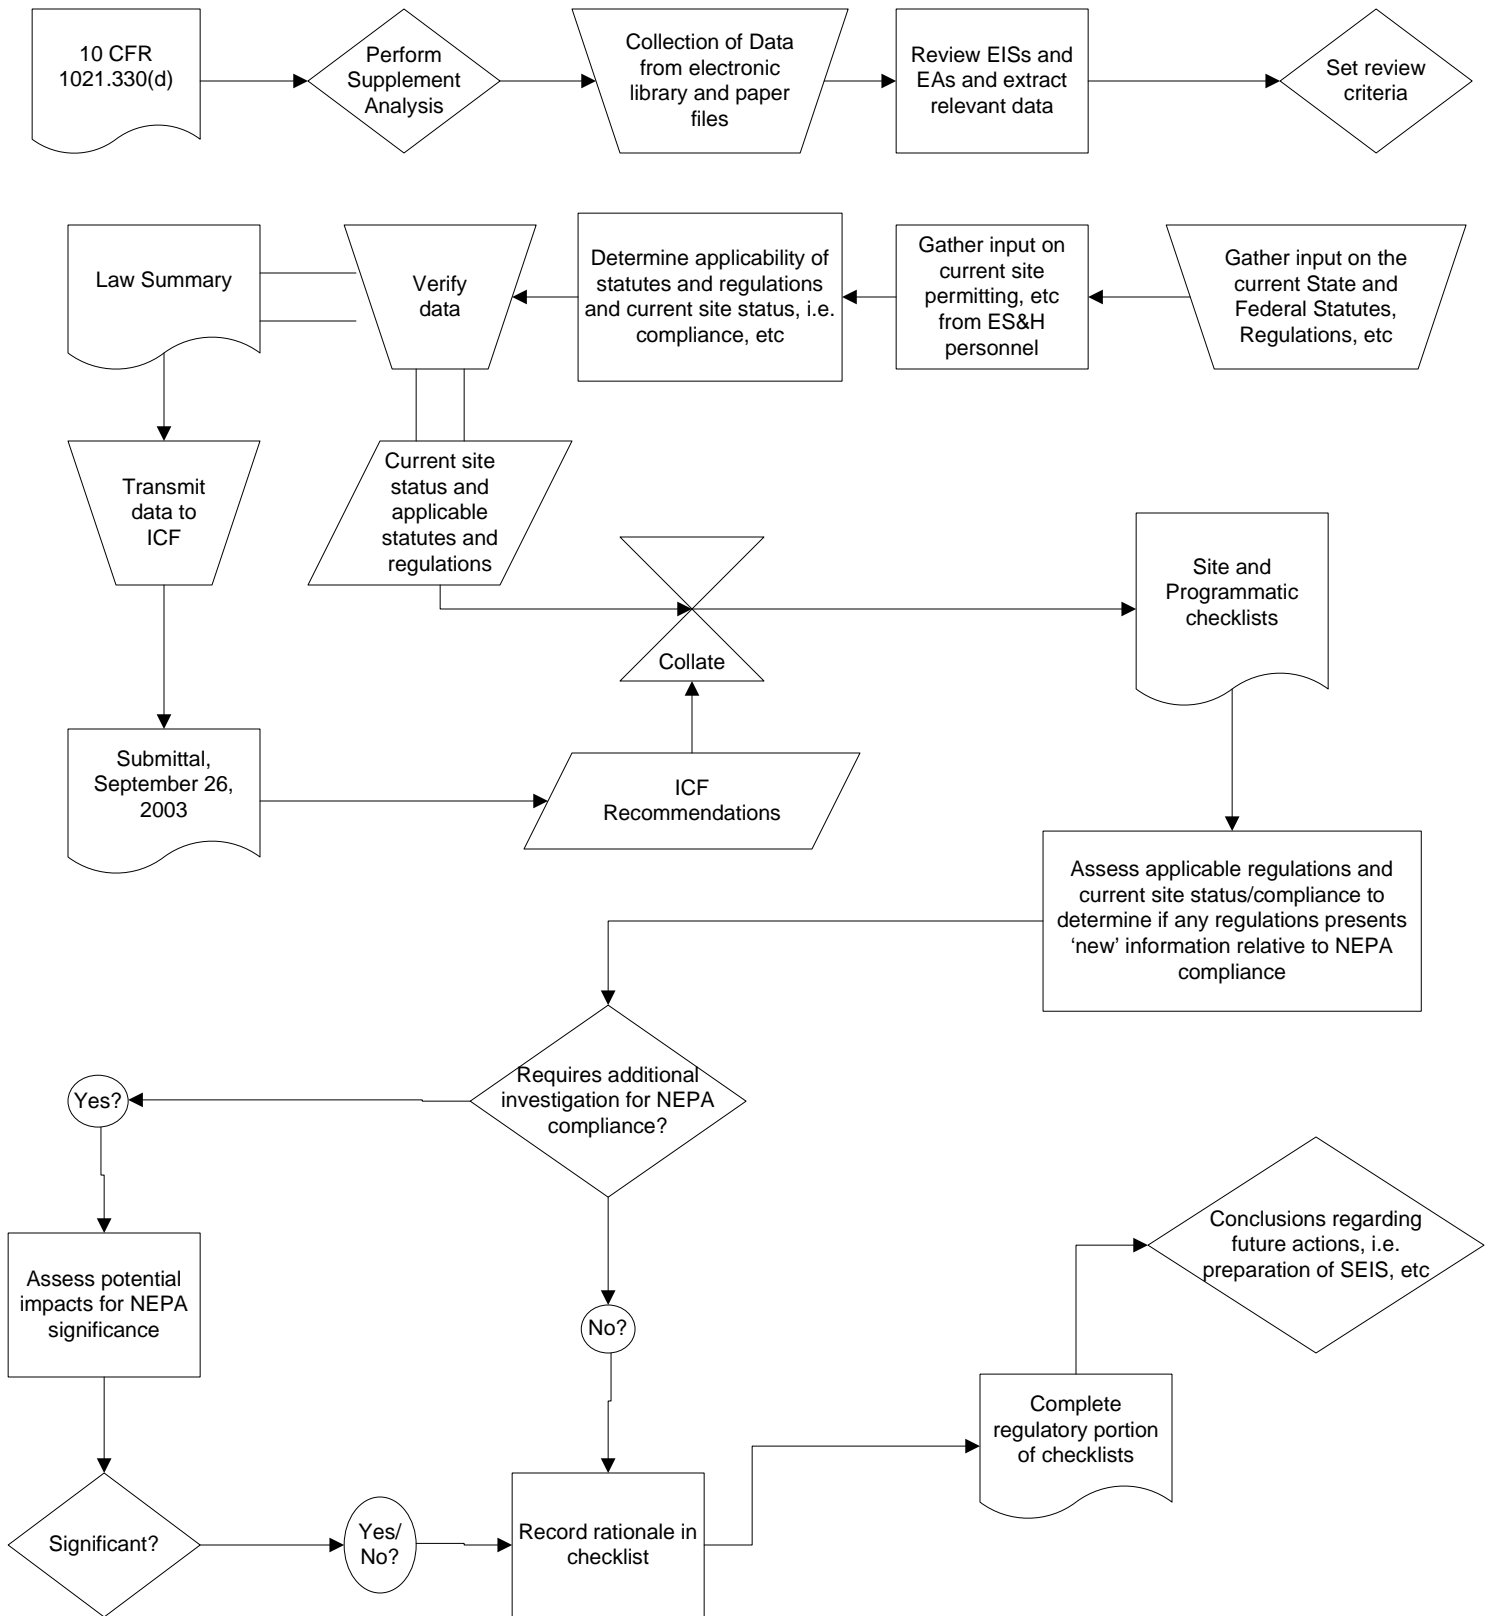 10 CFR
1021.330(d)
Perform
Supplement
Analysis
Collection of Data
from electronic
library and paper
files
Review EISs and
EAs and extract
relevant data
Set review
criteria
Law Summary
Verify
data
Determine applicability of
statutes and regulations
and current site status, i.e.
compliance, etc
Gather input on
current site
permitting, etc
from ES&H
personnel
Gather input on the
current State and
Federal Statutes,
Regulations, etc
Transmit
data to
ICF
Current site
status and
applicable
statutes and
regulations
Collate
Site and
Programmatic
checklists
Submittal,
September 26,
2003
ICF
Recommendations
Assess applicable regulations and
current site status/compliance to
determine if any regulations presents
‘new’ information relative to NEPA
compliance
Requires additional
investigation for NEPA
compliance?
Yes?
Assess potential
impacts for NEPA
significance
No?
Conclusions regarding
future actions, i.e.
preparation of SEIS, etc
Complete
regulatory portion
of checklists
Significant?
Yes/
No?
Record rationale in
checklist